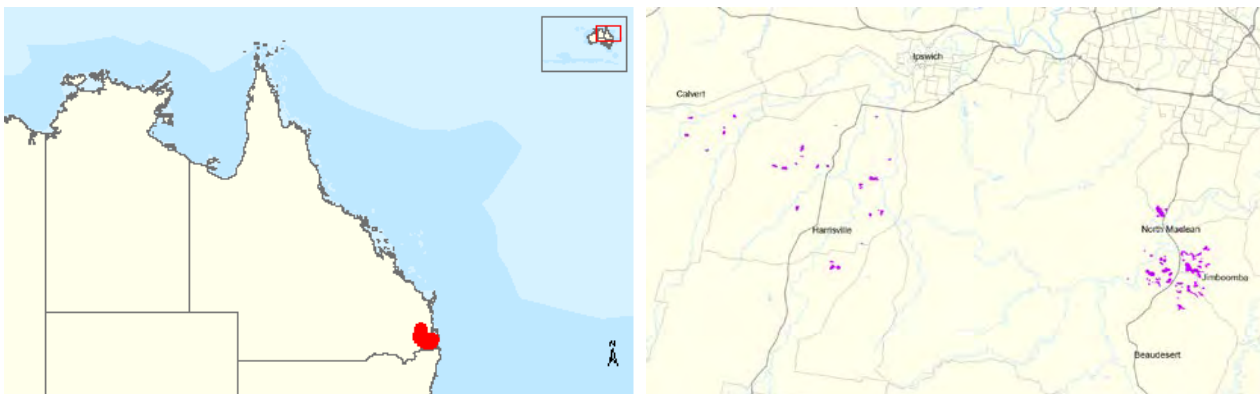 N
Ipswich
Calvert
Harrisville
North Maclean
Jimboomba
Beaudesert